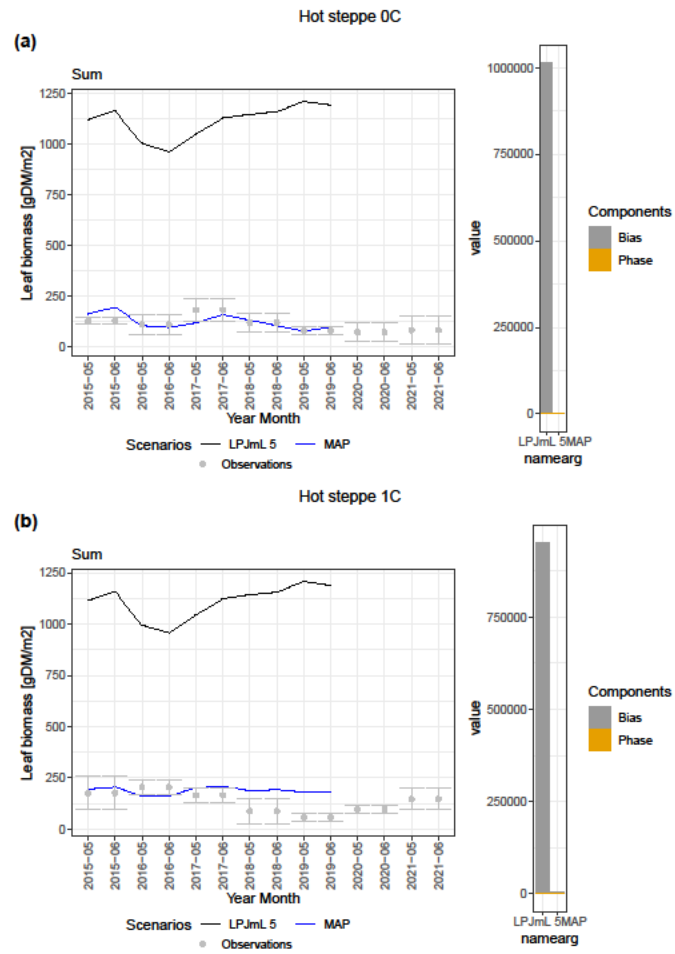 Hot steppe 0C
(a)
Sum
1250
1000
750
500
250
0
Leaf biomass [gDM/m2]
2015−05
2015−06
2016−05
2016−06
2017−05
2017−06
2018−05
2018−06
2019−05
2019−06
2020−05
2020−06
2021−05
2021−06
Year Month
Scenarios LPJmL 5 MAP
Observations
1000000
750000
500000
250000
0
value
LPJmL 5MAP
namearg
Components
Bias
Phase
Hot steppe 1C
(b)
Sum
1250
1000
750
500
250
0
Leaf biomass [gDM/m2]
2015−05
2015−06
2016−05
2016−06
2017−05
2017−06
2018−05
2018−06
2019−05
2019−06
2020−05
2020−06
2021−05
2021−06
Year Month
Scenarios LPJmL 5 MAP
Observations
750000
500000
250000
0
value
LPJmL 5MAP
namearg
Components
Bias
Phase